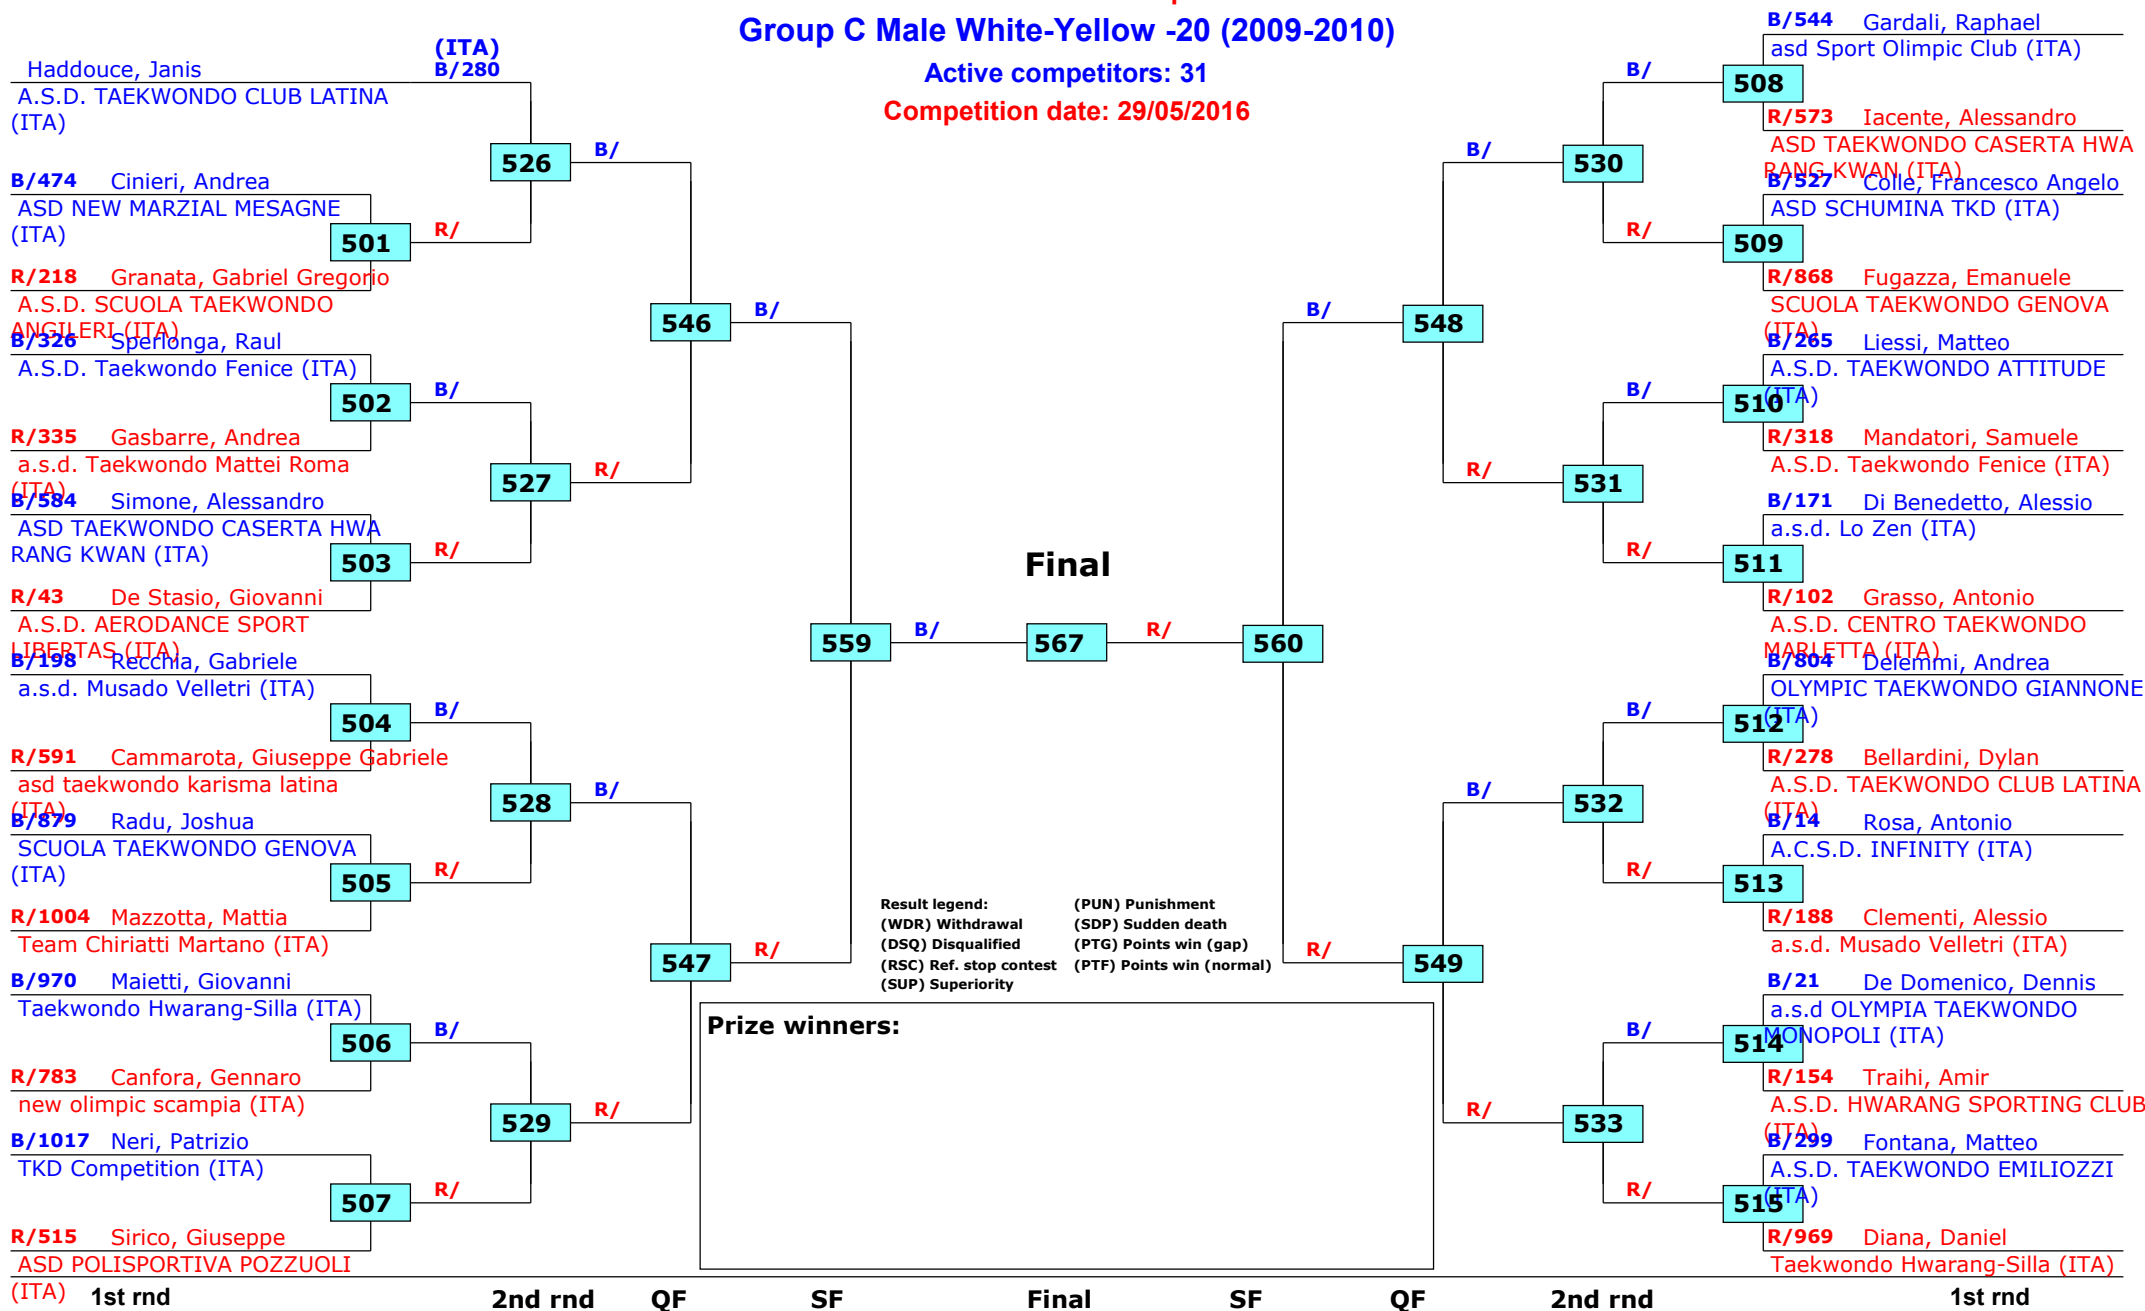 Group C Male White-Yellow -20 (2009-2010)
Active competitors: 31
Competition date: 29/05/2016
(ITA)
Haddouce, Janis
B/280
A.S.D. TAEKWONDO CLUB LATINA
(ITA)
B/474 Cinieri, Andrea
ASD NEW MARZIAL MESAGNE
(ITA)
501
R/218 Granata, Gabriel Gregorio
A.S.D. SCUOLA TAEKWONDO
ANGILERI (ITA)
B/326 Sperlonga, Raul
A.S.D. Taekwondo Fenice (ITA)
502
R/335 Gasbarre, Andrea
a.s.d. Taekwondo Mattei Roma
(ITA)
B/584 Simone, Alessandro
ASD TAEKWONDO CASERTA HWA
RANG KWAN (ITA)
503
R/43 De Stasio, Giovanni
A.S.D. AERODANCE SPORT
LIBERTAS (ITA)
B/198 Recchia, Gabriele
a.s.d. Musado Velletri (ITA)
504
R/591 Cammarota, Giuseppe Gabriele
asd taekwondo karisma latina
(ITA)
B/879 Radu, Joshua
SCUOLA TAEKWONDO GENOVA
(ITA)
505
R/1004 Mazzotta, Mattia
Team Chiriatti Martano (ITA)
B/970 Maietti, Giovanni
Taekwondo Hwarang-Silla (ITA)
506
R/783 Canfora, Gennaro
new olimpic scampia (ITA)
B/1017 Neri, Patrizio
TKD Competition (ITA)
507
R/515 Sirico, Giuseppe
ASD POLISPORTIVA POZZUOLI
(ITA)
R/
B/
R/
B/
R/
B/
R/
526
527
528
529
B/
R/
B/
R/
546
547
B/
R/
559
B/
Final
567
R/
560
B/
R/
548
549
B/
R/
B/
R/
530
531
532
533
B/
R/
B/
R/
B/
R/
B/
R/
B/544 Gardali, Raphael
asd Sport Olimpic Club (ITA)
508
R/573 Iacente, Alessandro
ASD TAEKWONDO CASERTA HWA
RANG KWAN (ITA)
B/527 Colle, Francesco Angelo
ASD SCHUMINA TKD (ITA)
509
R/868 Fugazza, Emanuele
SCUOLA TAEKWONDO GENOVA
(ITA)
B/265 Liessi, Matteo
A.S.D. TAEKWONDO ATTITUDE
(ITA)
510
R/318 Mandatori, Samuele
A.S.D. Taekwondo Fenice (ITA)
B/171 Di Benedetto, Alessio
a.s.d. Lo Zen (ITA)
511
R/102 Grasso, Antonio
A.S.D. CENTRO TAEKWONDO
MARLETTA (ITA)
B/804 Delemmi, Andrea
OLYMPIC TAEKWONDO GIANNONE
(ITA)
512
R/278 Bellardini, Dylan
A.S.D. TAEKWONDO CLUB LATINA
(ITA)
B/14 Rosa, Antonio
A.C.S.D. INFINITY (ITA)
513
R/188 Clementi, Alessio
a.s.d. Musado Velletri (ITA)
B/21 De Domenico, Dennis
a.s.d OLYMPIA TAEKWONDO
MONOPOLI (ITA)
514
R/154 Traihi, Amir
A.S.D. HWARANG SPORTING CLUB
(ITA)
B/299 Fontana, Matteo
A.S.D. TAEKWONDO EMILIOZZI
(ITA)
515
R/969 Diana, Daniel
Taekwondo Hwarang-Silla (ITA)
Result legend: (PUN) Punishment
(WDR) Withdrawal (SDP) Sudden death
(DSQ) Disqualified (PTG) Points win (gap)
(RSC) Ref. stop contest (PTF) Points win (normal)
(SUP) Superiority
Prize winners:
1st rnd 2nd rnd QF SF Final SF QF 2nd rnd 1st rnd